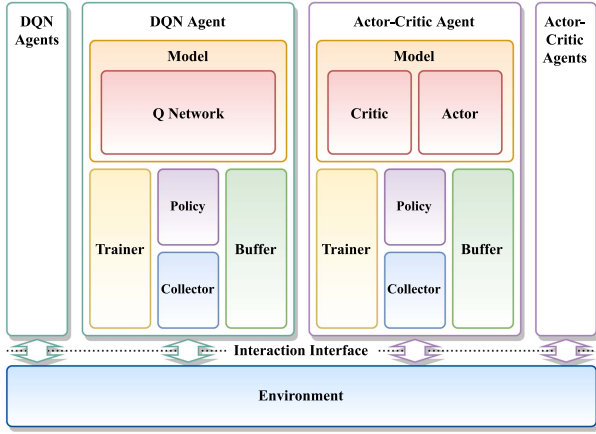 DQN
Agents
DQN Agent
Model
Q Network
Trainer
Policy
Collector
Buffer
Actor-Critic Agent
Model
Critic
Actor
Trainer
Policy
Collector
Buffer
Actor-
Critic
Agents
Interaction Interface
Environment